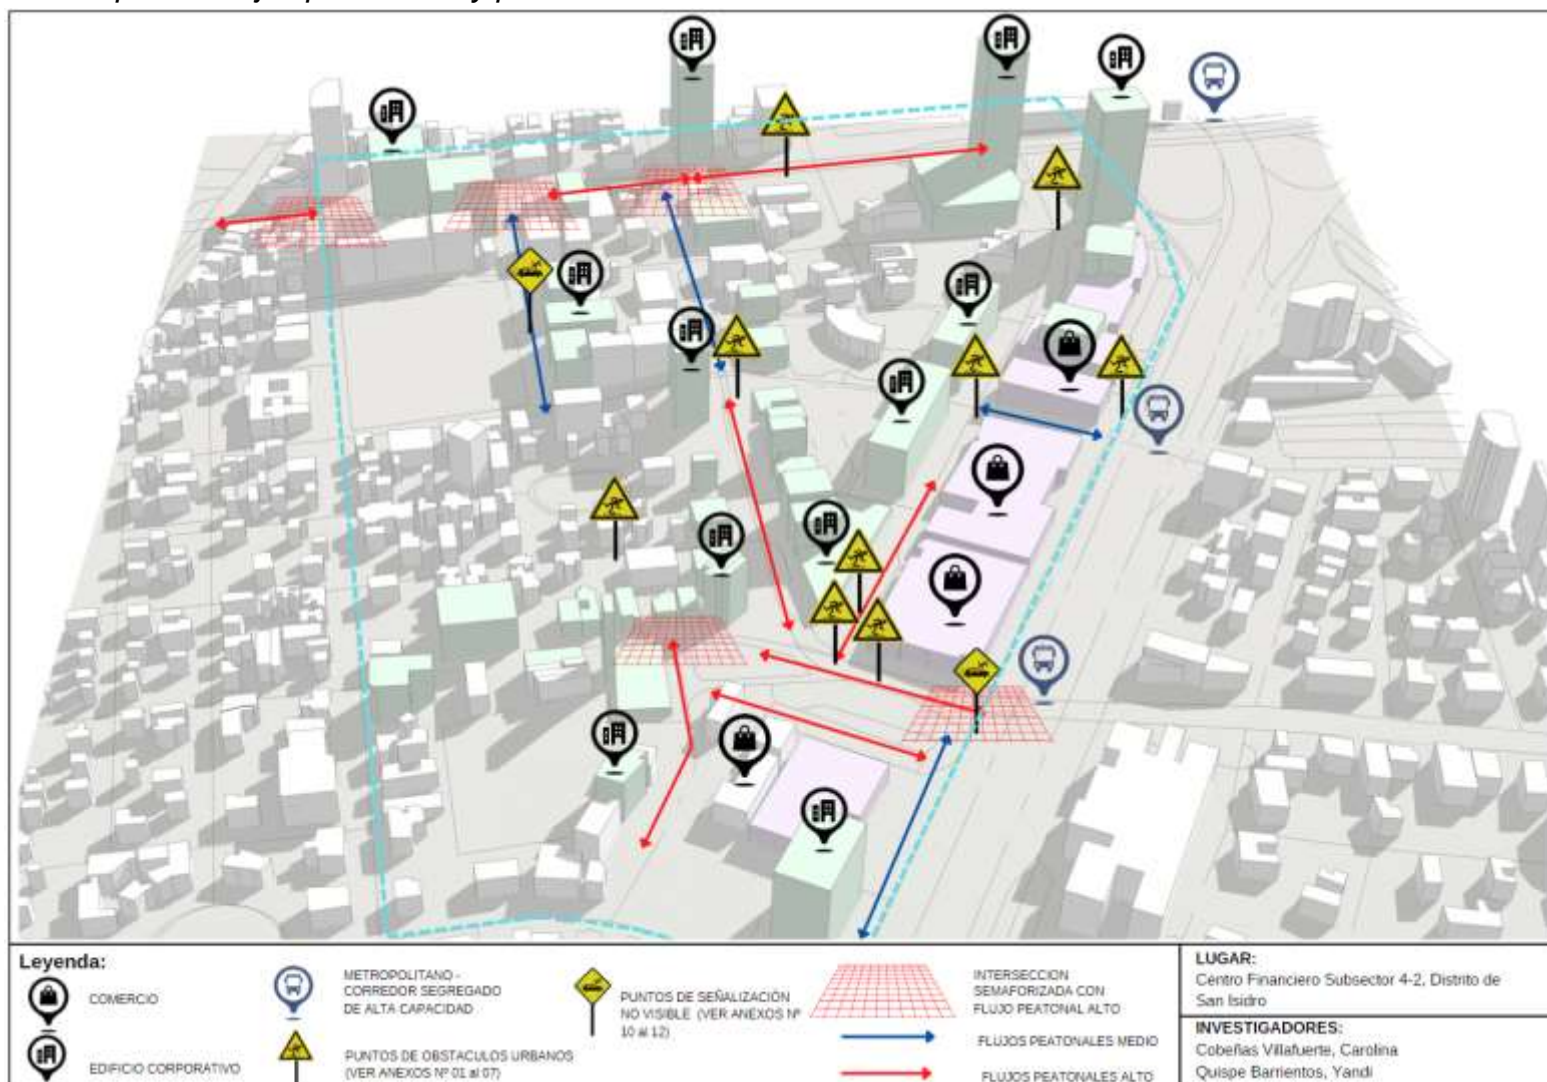 Leyenda:
COMERCIO
EDIFICIO CORPORATIVO
METROPOLITANO -
CORREDOR SEGREGADO
DE ALTA CAPACIDAD
PUNTOS DE OBSTACULOS URBANOS
(VER ANEXOS Nº 01 al 07)
PUNTOS DE SEÑALIZACIÓN
NO VISIBLE (VER ANEXOS Nº
10 al 12)
INTERSECCION
SEMAFORIZADA CON
FLUJO PEATONAL ALTO
FLUJOS PEATONALES MEDIO
FLUJOS PEATONALES ALTO
LUGAR:
Centro Financiero Subsector 4-2, Distrito de
San Isidro
INVESTIGADORES:
Cobeñas Villafuerte, Carolina
Quispe Barrientos, Yandi